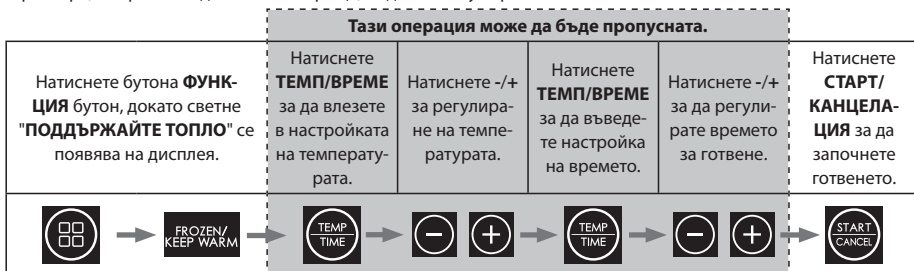 Тази операция може да бъде пропусната.
Натиснете бутона ФУНК-
ЦИЯ бутон, докато светне
"ПОДДЪРЖАЙТЕ ТОПЛО" се
появява на дисплея.
Натиснете
ТЕМП/ВРЕМЕ
за да влезете
в настройката
на температу-
рата.
Натиснете -/+
за регулира-
не на темпе-
ратурата.
Натиснете
ТЕМП/ВРЕМЕ
за да въведе-
те настройка
на времето.
Натиснете -/+
за да регули-
рате времето
за готвене.
Натиснете
СТАРТ/
КАНЦЕЛА-
ЦИЯ за да
започнете
готвенето.
FROZEN/
KEEP WARM
TEMP
TIME
TEMP
TIME
START
CANCEL